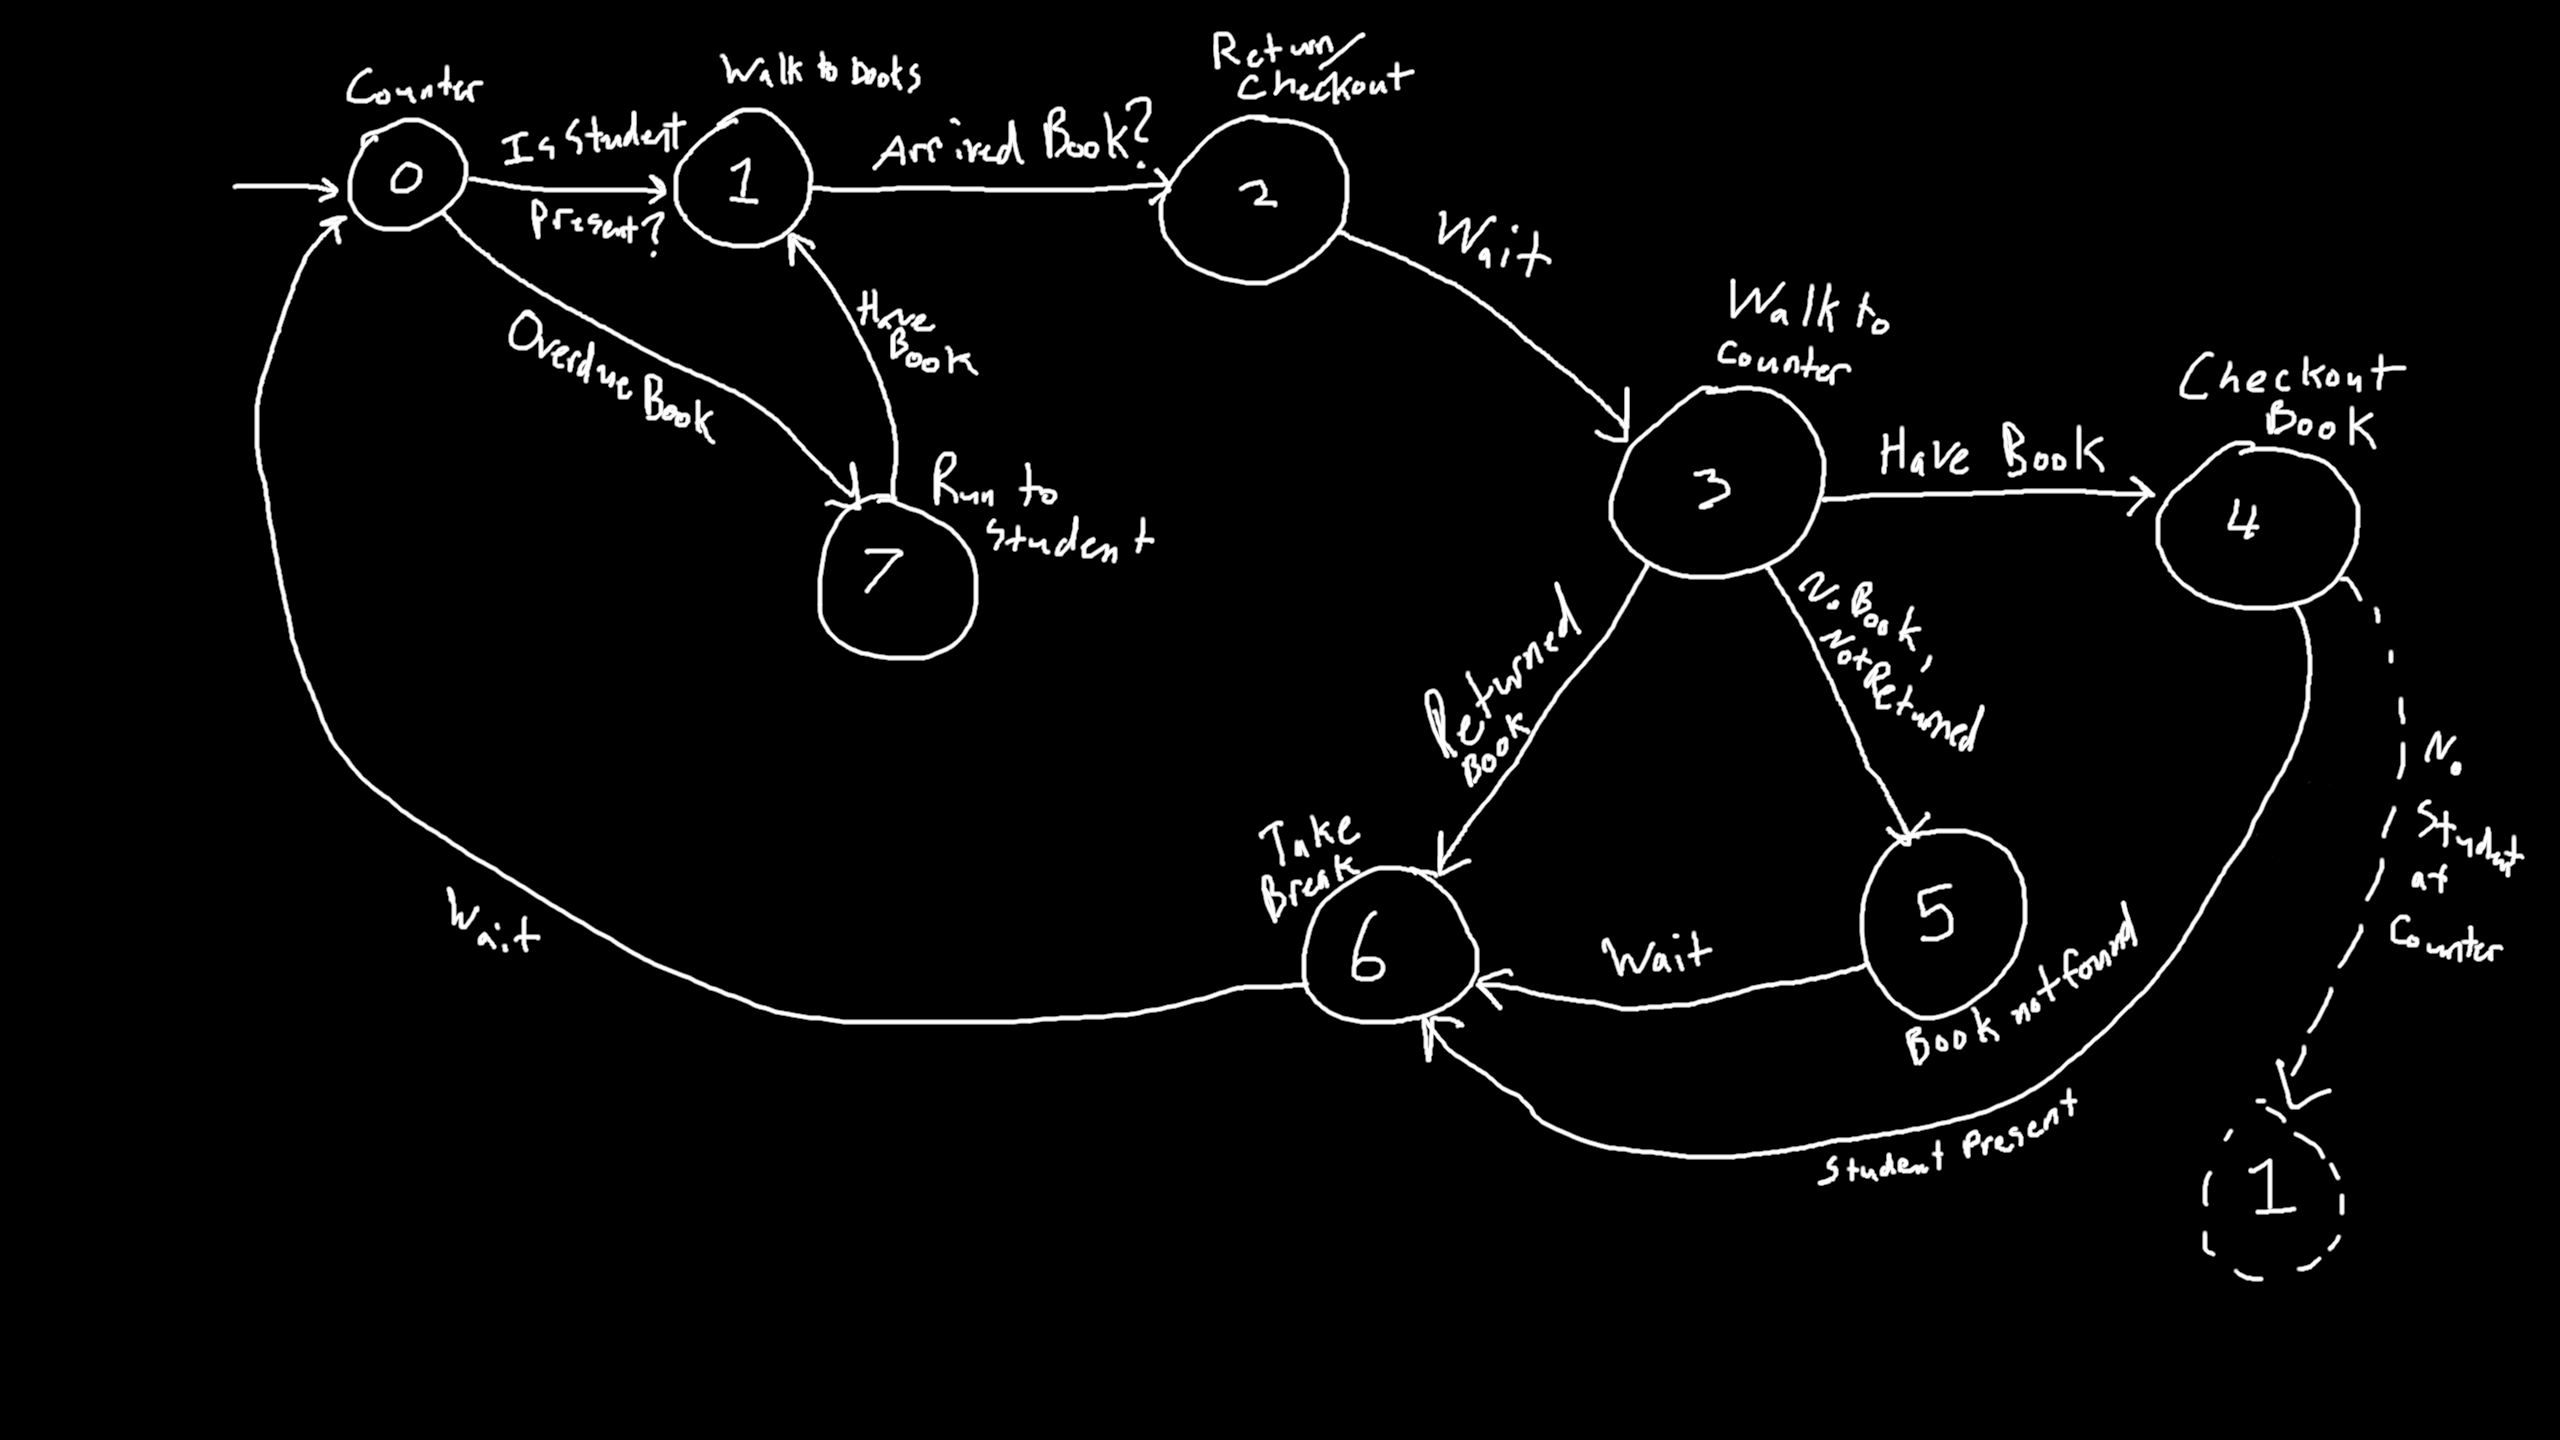 Counter
0
Is Student
Present?
Walk to Books
1
Arrived Book?
Return/
Checkout
2
Wait
Overdue Book
Have
Book
Run to
Student
7
Walk to
Counter
3
Have Book
Checkout
Book
4
Returned
Book
No Book,
Not Returned
Take
Break
6
Wait
5
Book not found
Wait
Student Present
No
Student
at
Counter
1